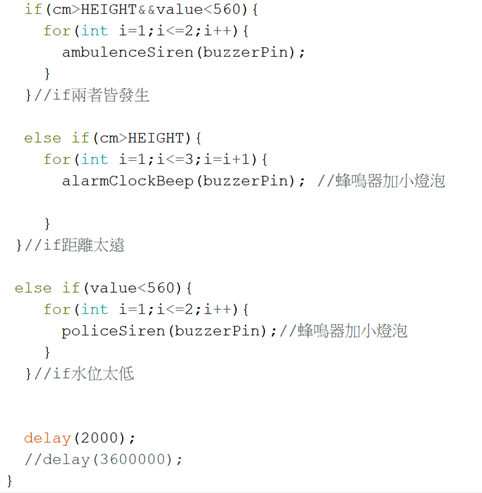 if(cm>HEIGHT&&value<560){
for(int i=1;i<=2;i++){
ambulenceSiren(buzzerPin);
}
}//if兩者皆發生
else if(cm>HEIGHT){
for(int i=1;i<=3;i=i+1){
alarmClockBeep(buzzerPin); //蜂鳴器加小燈泡
}
}//if距離太遠
else if(value<560){
for(int i=1;i<=2;i++){
policeSiren(buzzerPin);//蜂鳴器加小燈泡
}
}//if水位太低
delay(2000);
//delay(3600000);
}